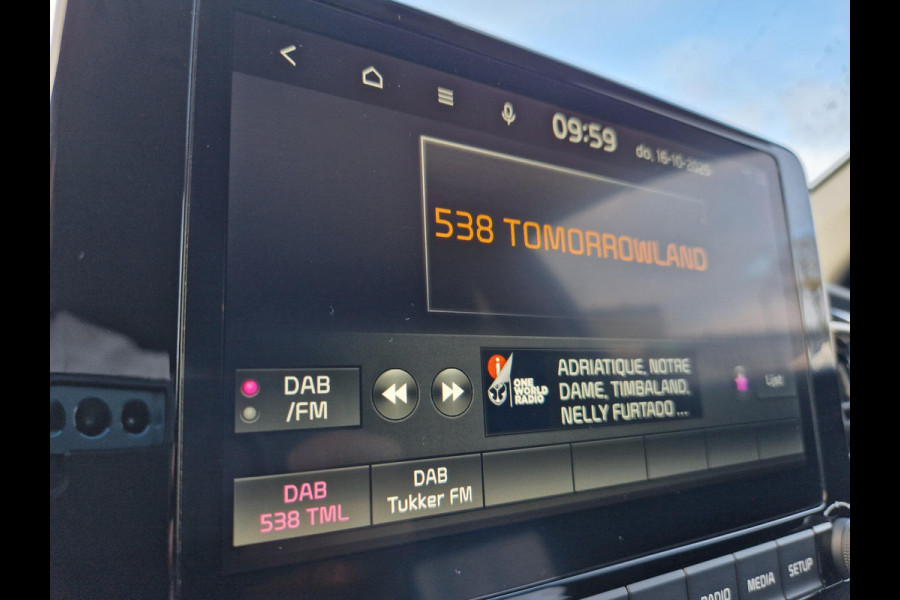 09:59 do. 16-10-2025
538 TOMORROWLAND
DAB
/FM
i
ONE
WORLD
RADIO
ADRIATIQUE, NOTRE
DAME, TIMBALAND,
NELLY FURTADO ...
Lijst
DAB
538 TML
DAB
Tukker FM
RADIO
MEDIA
SETUP